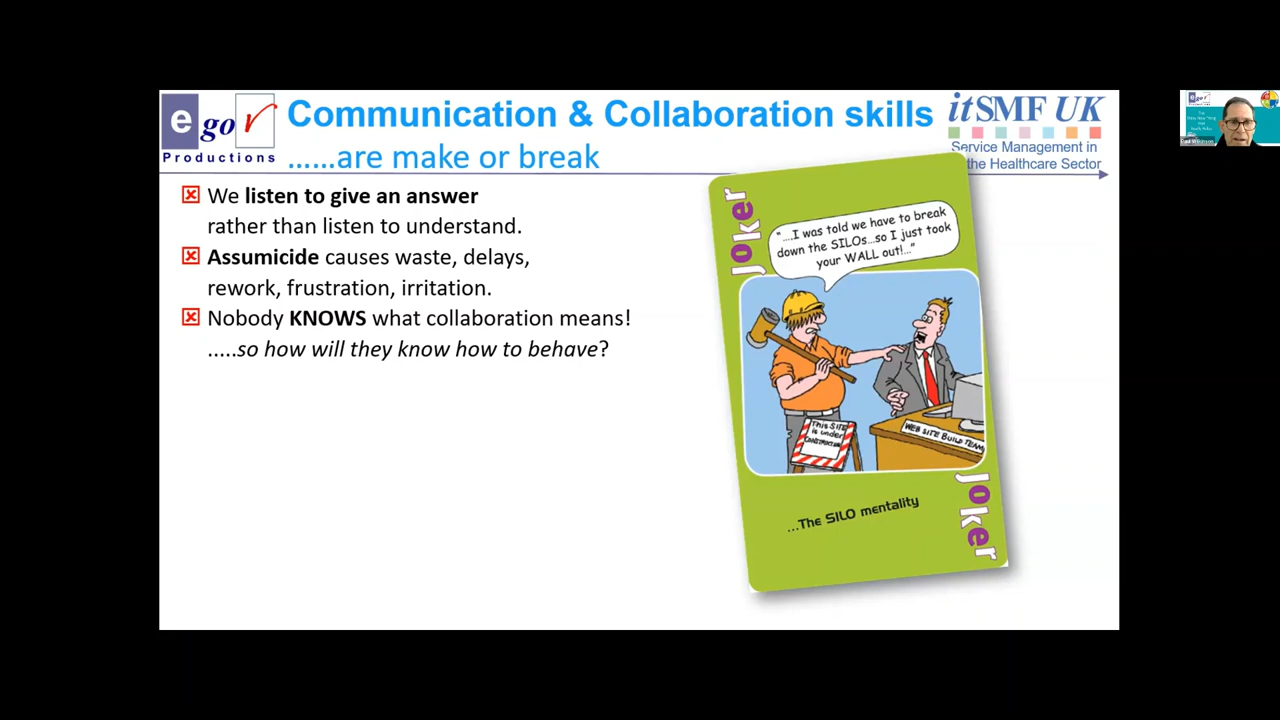 e go r
Productions
Communication & Collaboration skills
......are make or break
itSMF UK
Service Management in
the Healthcare Sector
We listen to give an answer
rather than listen to understand.
Assumicide causes waste, delays,
rework, frustration, irritation.
Nobody KNOWS what collaboration means!
.....so how will they know how to behave?
Joker
"....I was told we have to break
down the SILOs...so I just took
your WALL out!..."
This SITE
is under
CONSTRUCTION
WEB SITE BUILD TEAM
...The SILO mentality
Joker